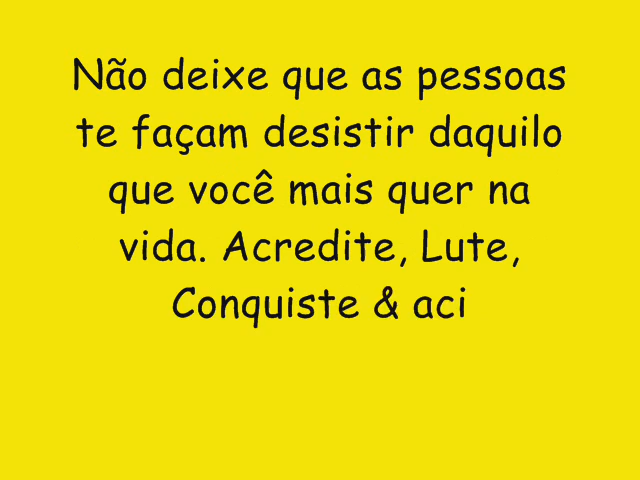 Não deixe que as pessoas
te façam desistir daquilo
que você mais quer na
vida. Acredite, Lute,
Conquiste & aci